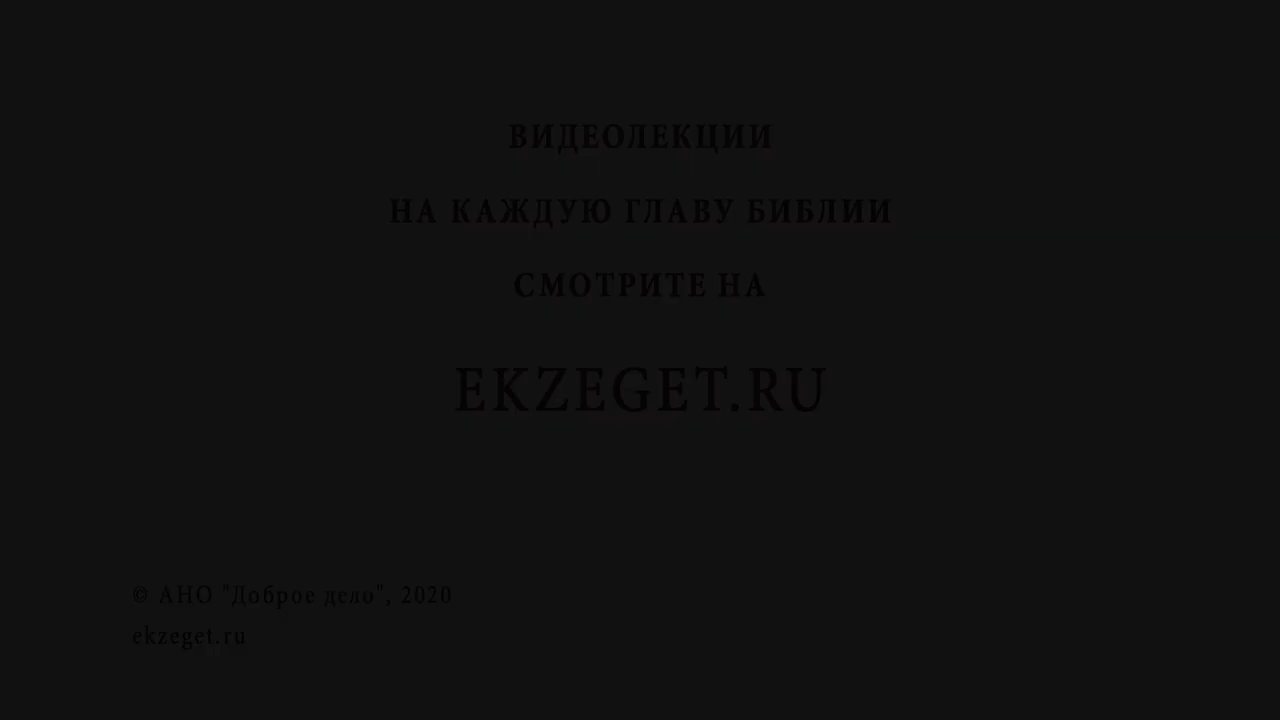 ВИДЕОЛЕКЦИИ
НА КАЖДУЮ ГЛАВУ БИБЛИИ
СМОТРИТЕ НА
EKZEGET.RU
© АНО "Доброе дело", 2020
ekzeget.ru